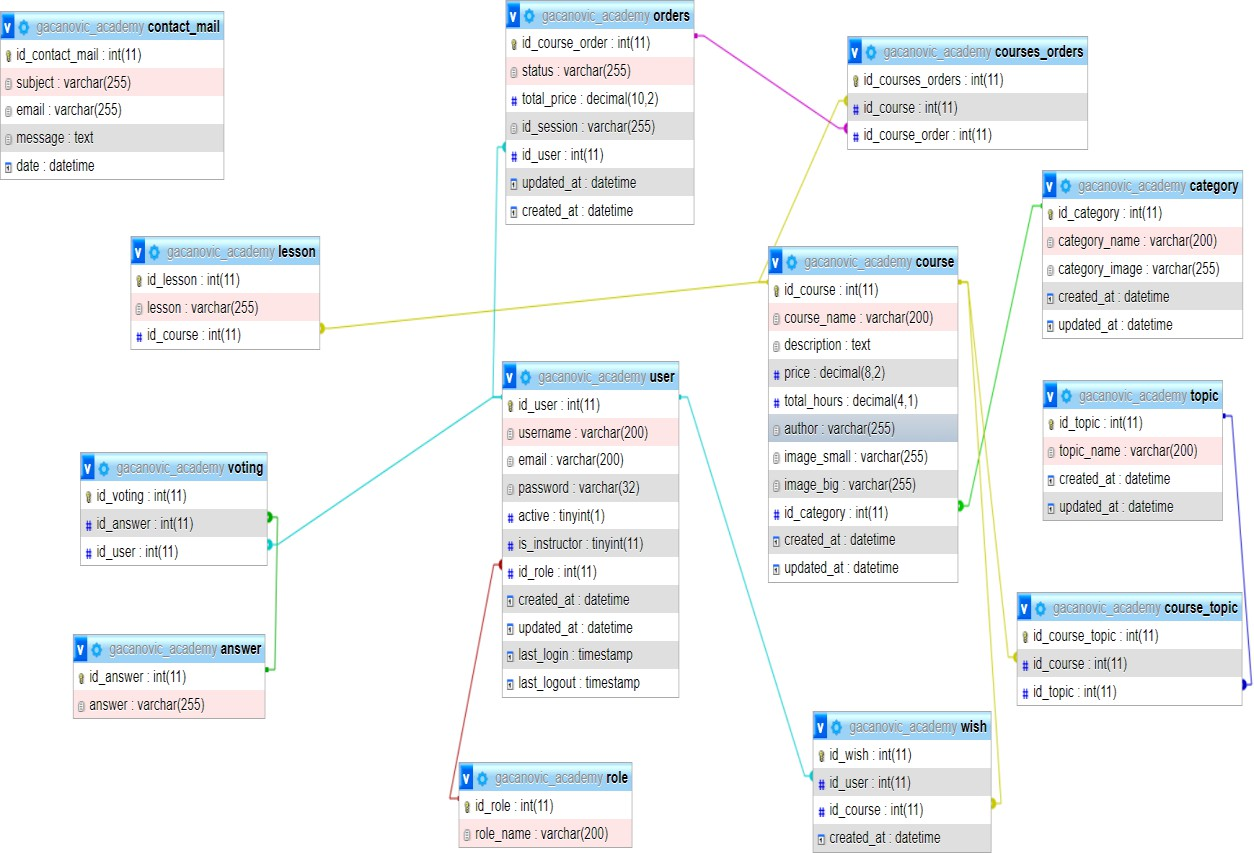 gacanovic_academy contact_mail
id_contact_mail : int(11)
subject : varchar(255)
email : varchar(255)
message : text
date : datetime
gacanovic_academy orders
id_course_order : int(11)
status : varchar(255)
total_price : decimal(10,2)
id_session : varchar(255)
id_user : int(11)
updated_at : datetime
created_at : datetime
gacanovic_academy courses_orders
id_courses_orders : int(11)
id_course : int(11)
id_course_order : int(11)
gacanovic_academy category
id_category : int(11)
category_name : varchar(200)
category_image : varchar(255)
created_at : datetime
updated_at : datetime
gacanovic_academy lesson
id_lesson : int(11)
lesson : varchar(255)
id_course : int(11)
gacanovic_academy course
id_course : int(11)
course_name : varchar(200)
description : text
price : decimal(8,2)
total_hours : decimal(4,1)
author : varchar(255)
image_small : varchar(255)
image_big : varchar(255)
id_category : int(11)
created_at : datetime
updated_at : datetime
gacanovic_academy user
id_user : int(11)
username : varchar(200)
email : varchar(200)
password : varchar(32)
active : tinyint(1)
is_instructor : tinyint(11)
id_role : int(11)
created_at : datetime
updated_at : datetime
last_login : timestamp
last_logout : timestamp
gacanovic_academy topic
id_topic : int(11)
topic_name : varchar(200)
created_at : datetime
updated_at : datetime
gacanovic_academy voting
id_voting : int(11)
id_answer : int(11)
id_user : int(11)
gacanovic_academy course_topic
id_course_topic : int(11)
id_course : int(11)
id_topic : int(11)
gacanovic_academy answer
id_answer : int(11)
answer : varchar(255)
gacanovic_academy wish
id_wish : int(11)
id_user : int(11)
id_course : int(11)
created_at : datetime
gacanovic_academy role
id_role : int(11)
role_name : varchar(200)